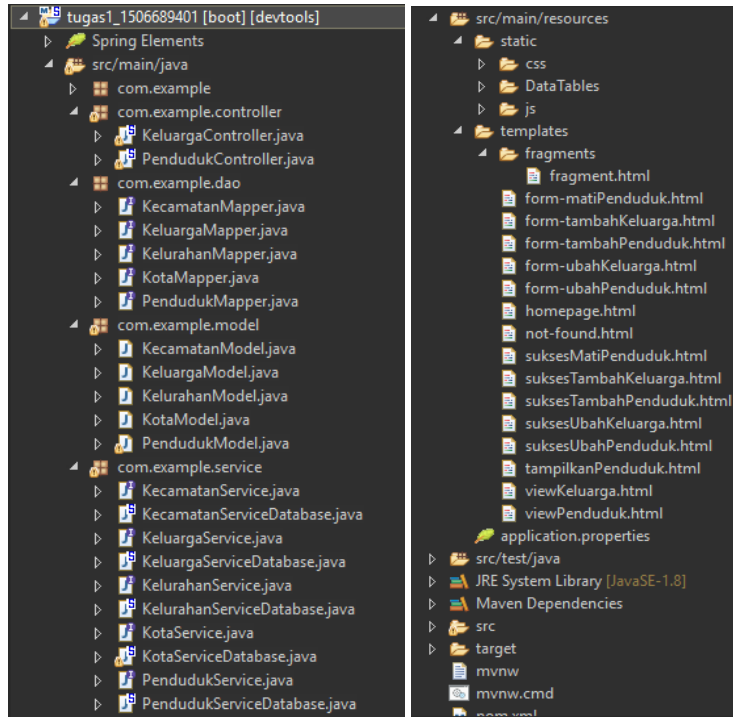 tugas1_1506689401 [boot] [devtools]
Spring Elements
src/main/java
com.example
com.example.controller
KeluargaController.java
PendudukController.java
com.example.dao
KecamatanMapper.java
KeluargaMapper.java
KelurahanMapper.java
KotaMapper.java
PendudukMapper.java
com.example.model
KecamatanModel.java
KeluargaModel.java
KelurahanModel.java
KotaModel.java
PendudukModel.java
com.example.service
KecamatanService.java
KecamatanServiceDatabase.java
KeluargaService.java
KeluargaServiceDatabase.java
KelurahanService.java
KelurahanServiceDatabase.java
KotaService.java
KotaServiceDatabase.java
PendudukService.java
PendudukServiceDatabase.java
src/main/resources
static
css
DataTables
js
templates
fragments
fragment.html
form-matiPenduduk.html
form-tambahKeluarga.html
form-tambahPenduduk.html
form-ubahKeluarga.html
form-ubahPenduduk.html
homepage.html
not-found.html
suksesMatiPenduduk.html
suksesTambahKeluarga.html
suksesTambahPenduduk.html
suksesUbahKeluarga.html
suksesUbahPenduduk.html
tampilkanPenduduk.html
viewKeluarga.html
viewPenduduk.html
application.properties
src/test/java
JRE System Library [JavaSE-1.8]
Maven Dependencies
src
target
mvnw
mvnw.cmd
pom.xml